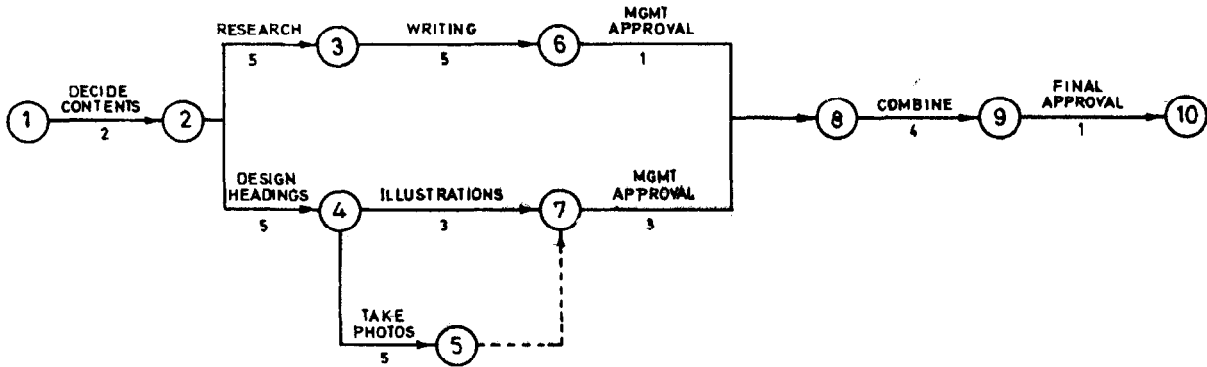 RESEARCH
5
3
WRITING
5
6
MGMT
APPROVAL
1
1
DECIDE
CONTENTS
2
2
8
COMBINE
4
9
FINAL
APPROVAL
1
10
DESIGN
HEADINGS
5
4
ILLUSTRATIONS
3
7
MGMT
APPROVAL
3
TAKE
PHOTOS
5
5